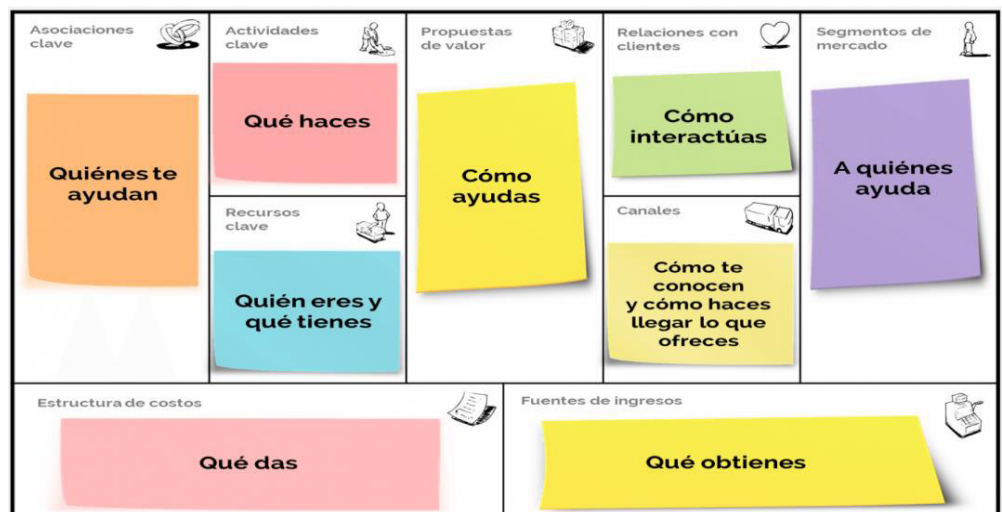 Asociaciones
clave
Quiénes te
ayudan
Actividades
clave
Qué haces
Recursos
clave
Quién eres y
qué tienes
Propuestas
de valor
Cómo
ayudas
Relaciones con
clientes
Cómo
interactúas
Canales
Cómo te
conocen
y cómo haces
llegar lo que
ofreces
Segmentos de
mercado
A quiénes
ayuda
Estructura de costos
Qué das
Fuentes de ingresos
Qué obtienes